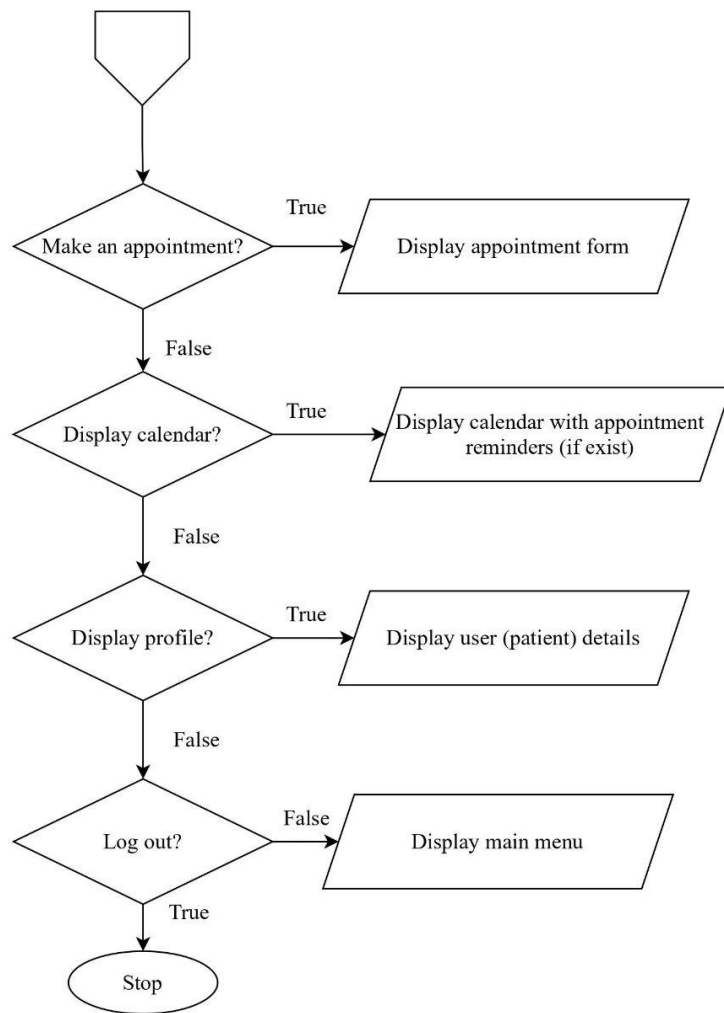 True
Make an appointment?
Display appointment form
False
True
Display calendar?
Display calendar with appointment
reminders (if exist)
False
True
Display profile?
Display user (patient) details
False
False
Log out?
Display main menu
True
Stop